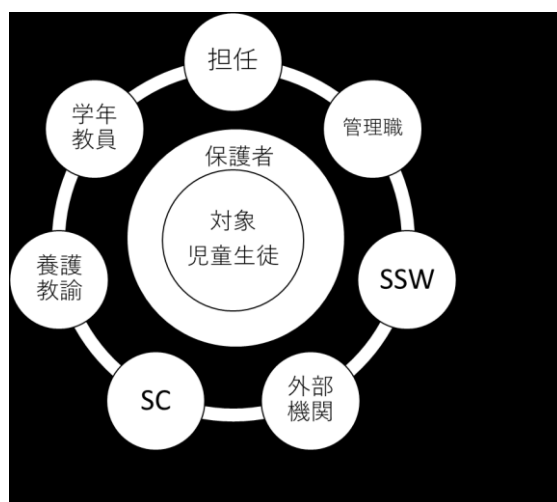 担任
学年
教員
管理職
保護者
対象
児童生徒
養護
教諭
SSW
SC
外部
機関